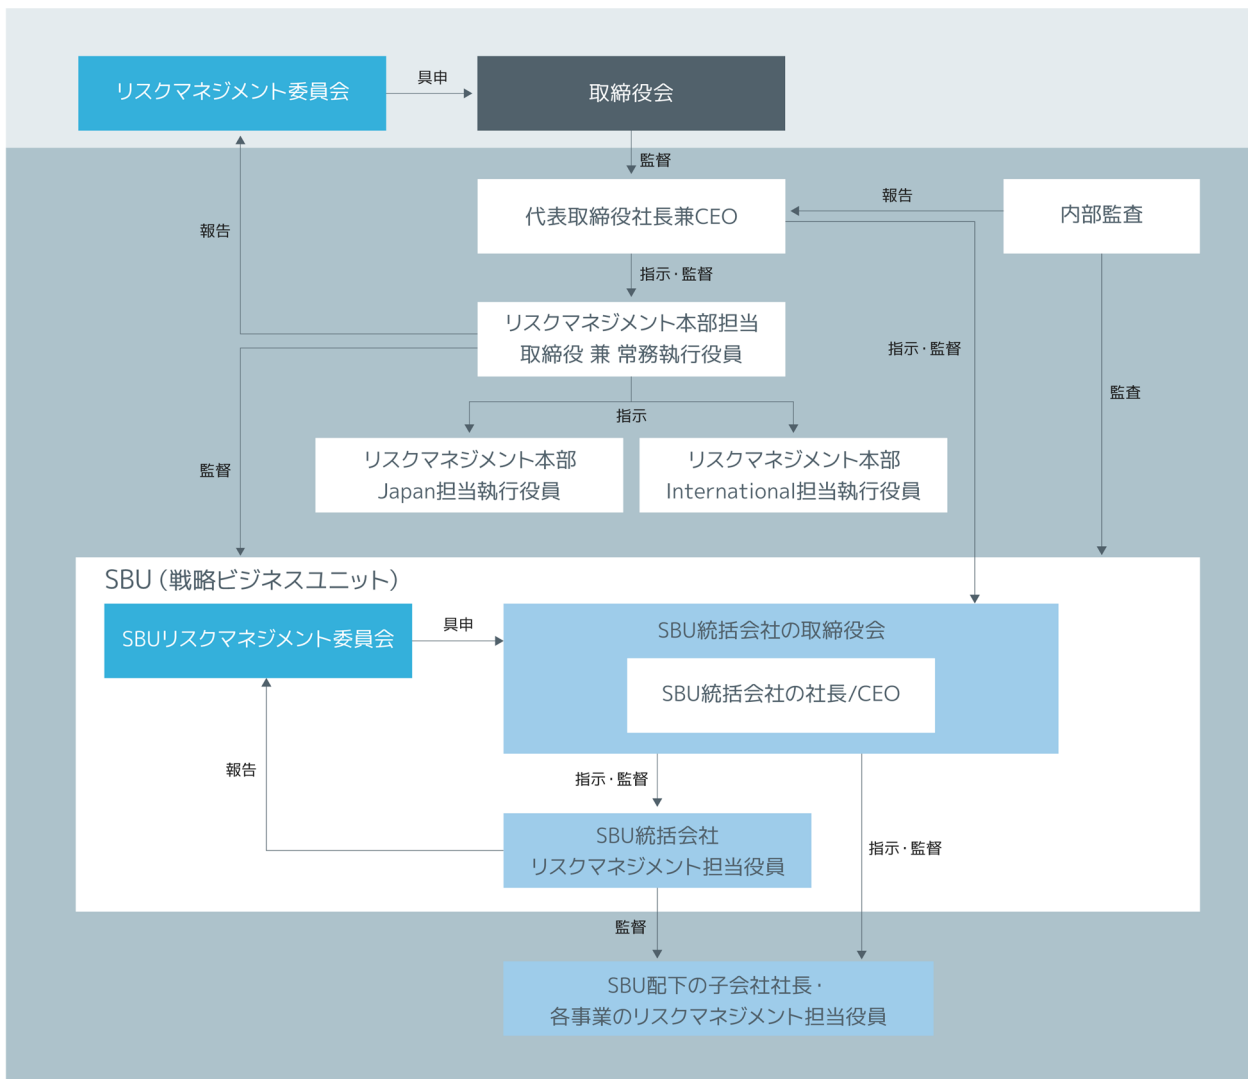 リスクマネジメント委員会
具申
取締役会
監督
代表取締役社長兼CEO
報告
内部監査
報告
指示・監督
リスクマネジメント本部担当
取締役 兼 常務執行役員
指示・監督
監査
指示
監督
リスクマネジメント本部
Japan担当執行役員
リスクマネジメント本部
International担当執行役員
SBU（戦略ビジネスユニット）
SBUリスクマネジメント委員会
具申
SBU統括会社の取締役会
SBU統括会社の社長/CEO
報告
指示・監督
SBU統括会社
リスクマネジメント担当役員
指示・監督
監督
SBU配下の子会社社長・
各事業のリスクマネジメント担当役員